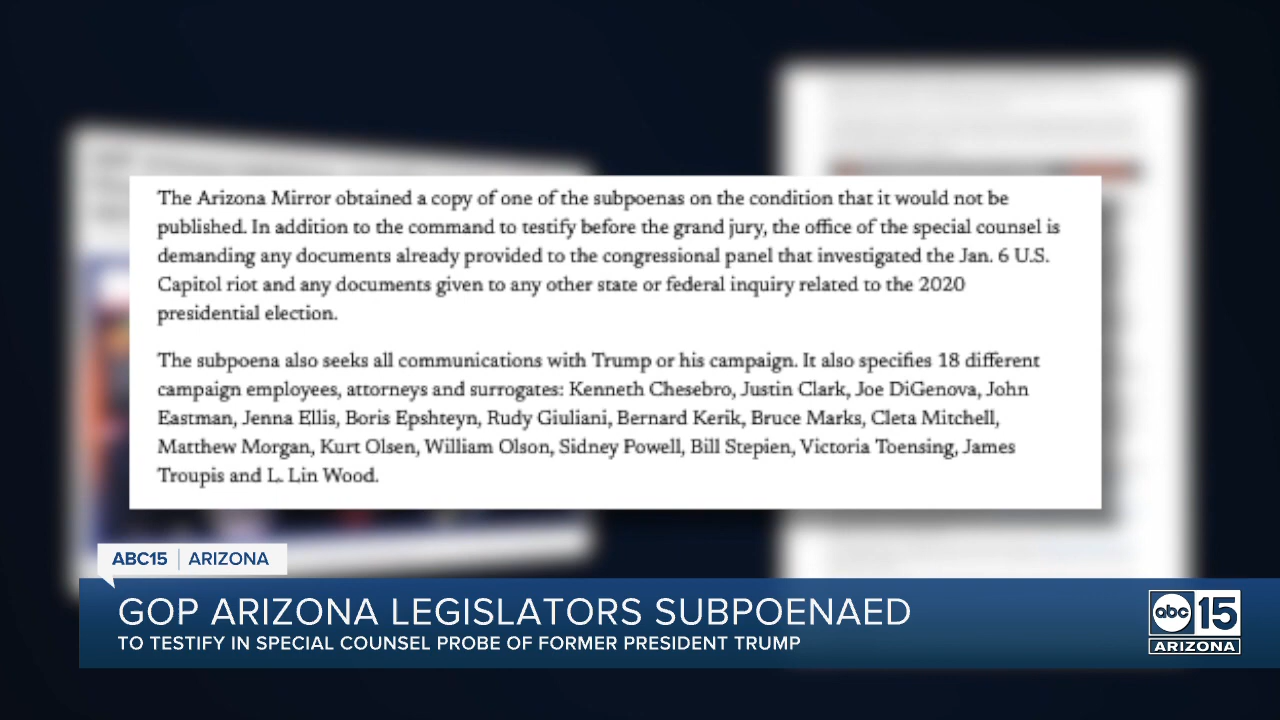 The Arizona Mirror obtained a copy of one of the subpoenas on the condition that it would not be
published. In addition to the command to testify before the grand jury, the office of the special counsel is
demanding any documents already provided to the congressional panel that investigated the Jan. 6 U.S.
Capitol riot and any documents given to any other state or federal inquiry related to the 2020
presidential election.
The subpoena also seeks all communications with Trump or his campaign. It also specifies 18 different
campaign employees, attorneys and surrogates: Kenneth Chesebro, Justin Clark, Joe DiGenova, John
Eastman, Jenna Ellis, Boris Epshteyn, Rudy Giuliani, Bernard Kerik, Bruce Marks, Cleta Mitchell,
Matthew Morgan, Kurt Olsen, William Olson, Sidney Powell, Bill Stepien, Victoria Toensing, James
Troupis and L. Lin Wood.
ABC15 | ARIZONA
GOP ARIZONA LEGISLATORS SUBPOENAED
TO TESTIFY IN SPECIAL COUNSEL PROBE OF FORMER PRESIDENT TRUMP
abc 15
ARIZONA